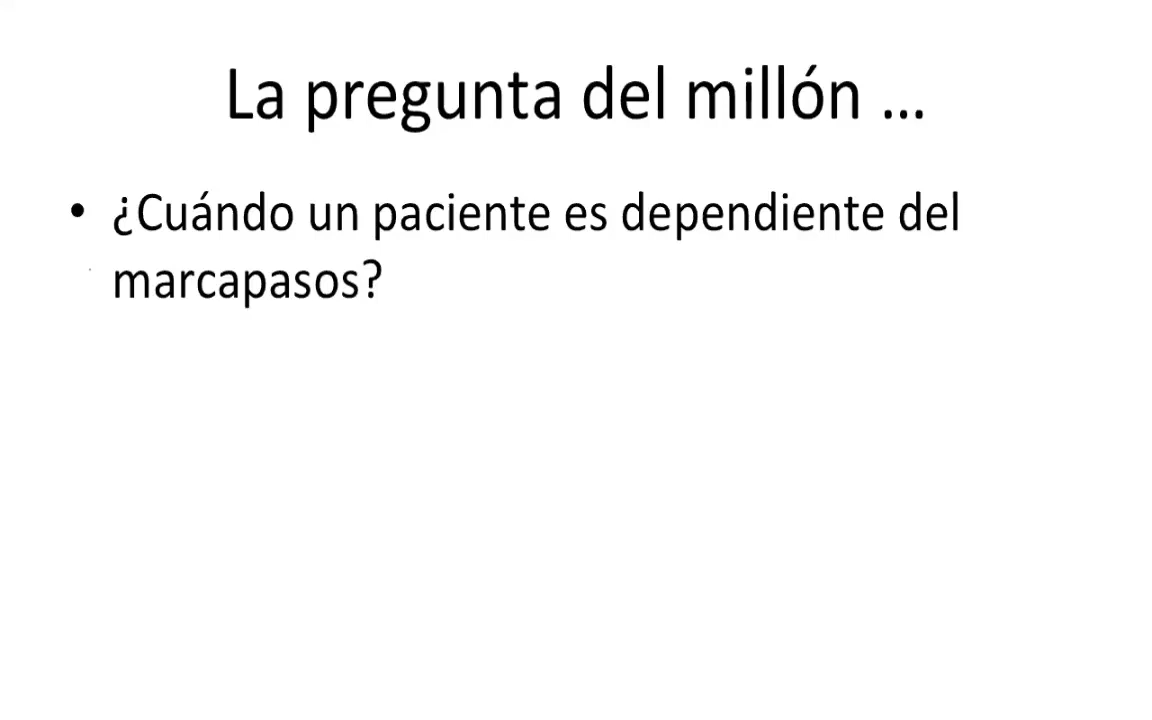 La pregunta del millón ...
• ¿Cuándo un paciente es dependiente del
marcapasos?